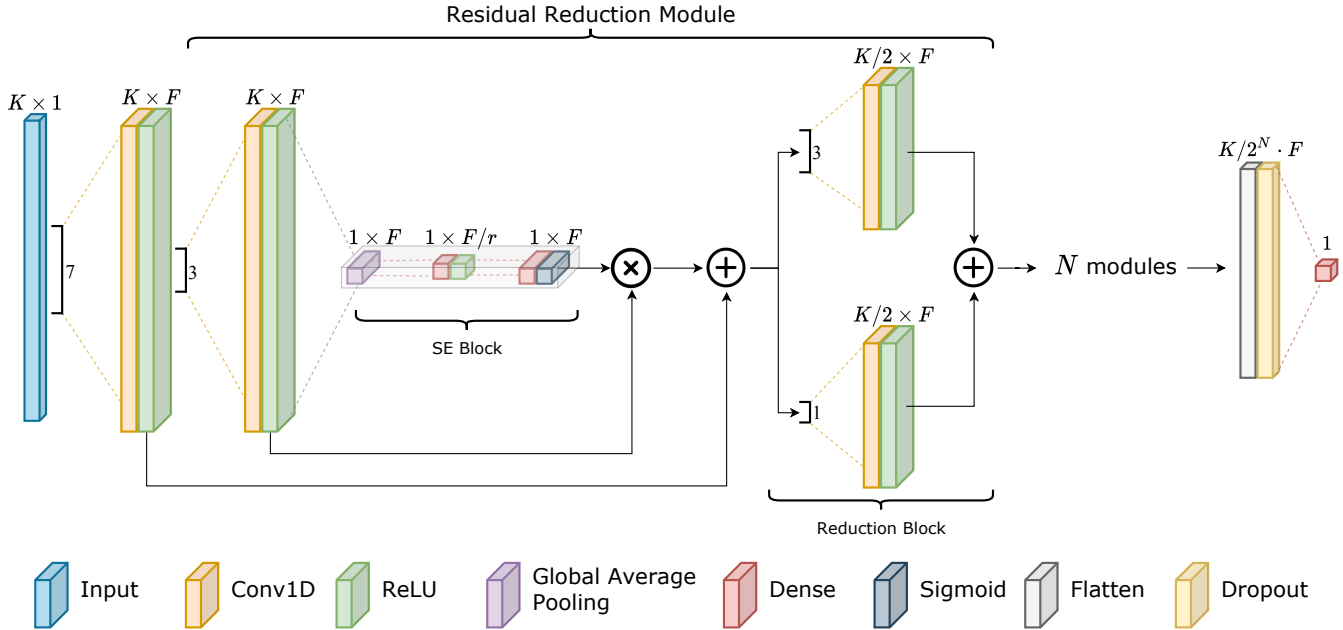 Residual Reduction Module
K × 1
K × F
K × F
K/2 × F
7
3
1 × F
1 × F/r
1 × F
SE Block
3
K/2 × F
1
Reduction Block
N modules
K/2^N · F
1
Input
Conv1D
ReLU
Global Average
Pooling
Dense
Sigmoid
Flatten
Dropout